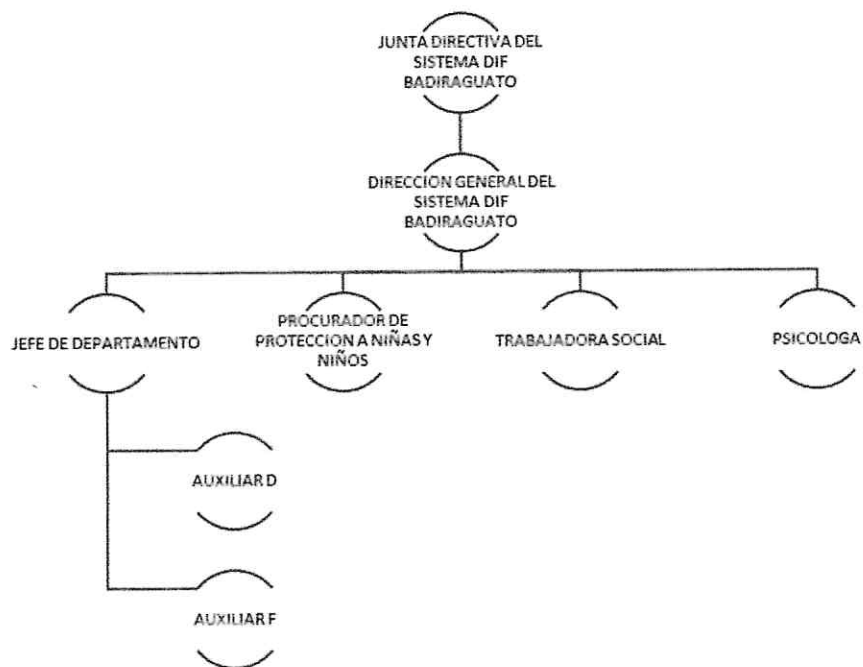 JUNTA DIRECTIVA DEL
SISTEMA DIF
BADIRAGUATO
DIRECCION GENERAL DEL
SISTEMA DIF
BADIRAGUATO
JEFE DE DEPARTAMENTO
PROCURADOR DE
PROTECCION A NIÑAS Y
NIÑOS
TRABAJADORA SOCIAL
PSICOLOGA
AUXILIAR D
AUXILIAR F